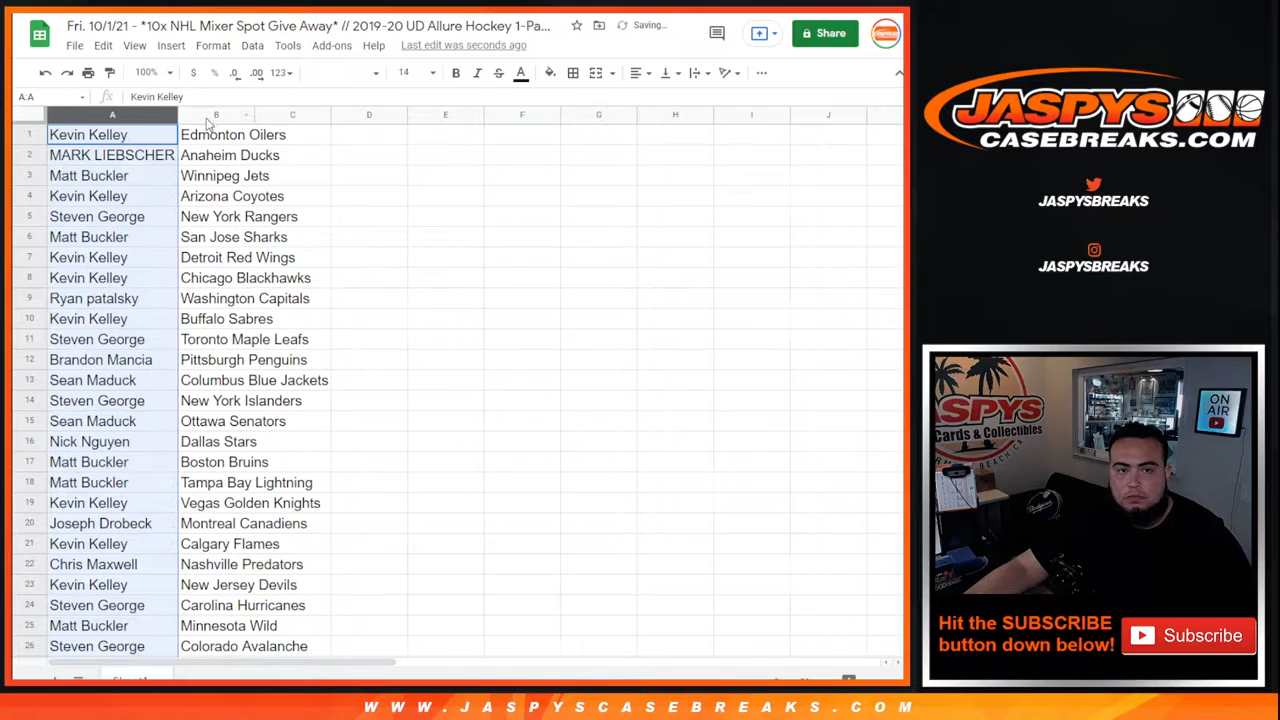 Fri. 10/1/21 - *10x NHL Mixer Spot Give Away* // 2019-20 UD Allure Hockey 1-Pa...
Saving...
Share
File Edit View Insert Format Data Tools Add-ons Help Last edit was seconds ago
100% $ % .0 .00 123 14 B I S A
A:A fx Kevin Kelley
A B C D E F G H I J
1 Kevin Kelley Edmonton Oilers
2 MARK LIEBSCHER Anaheim Ducks
3 Matt Buckler Winnipeg Jets
4 Kevin Kelley Arizona Coyotes
5 Steven George New York Rangers
6 Matt Buckler San Jose Sharks
7 Kevin Kelley Detroit Red Wings
8 Kevin Kelley Chicago Blackhawks
9 Ryan patalsky Washington Capitals
10 Kevin Kelley Buffalo Sabres
11 Steven George Toronto Maple Leafs
12 Brandon Mancia Pittsburgh Penguins
13 Sean Maduck Columbus Blue Jackets
14 Steven George New York Islanders
15 Sean Maduck Ottawa Senators
16 Nick Nguyen Dallas Stars
17 Matt Buckler Boston Bruins
18 Matt Buckler Tampa Bay Lightning
19 Kevin Kelley Vegas Golden Knights
20 Joseph Drobeck Montreal Canadiens
21 Kevin Kelley Calgary Flames
22 Chris Maxwell Nashville Predators
23 Kevin Kelley New Jersey Devils
24 Steven George Carolina Hurricanes
25 Matt Buckler Minnesota Wild
26 Steven George Colorado Avalanche
JASPYS
CASEBREAKS.COM
JASPYSBREAKS
JASPYSBREAKS
ASPYS
Cards & Collectibles
BEACH CA
ON
AIR
Hit the SUBSCRIBE
button down below!
Subscribe
WWW.JASPYSCASEBREAKS.COM